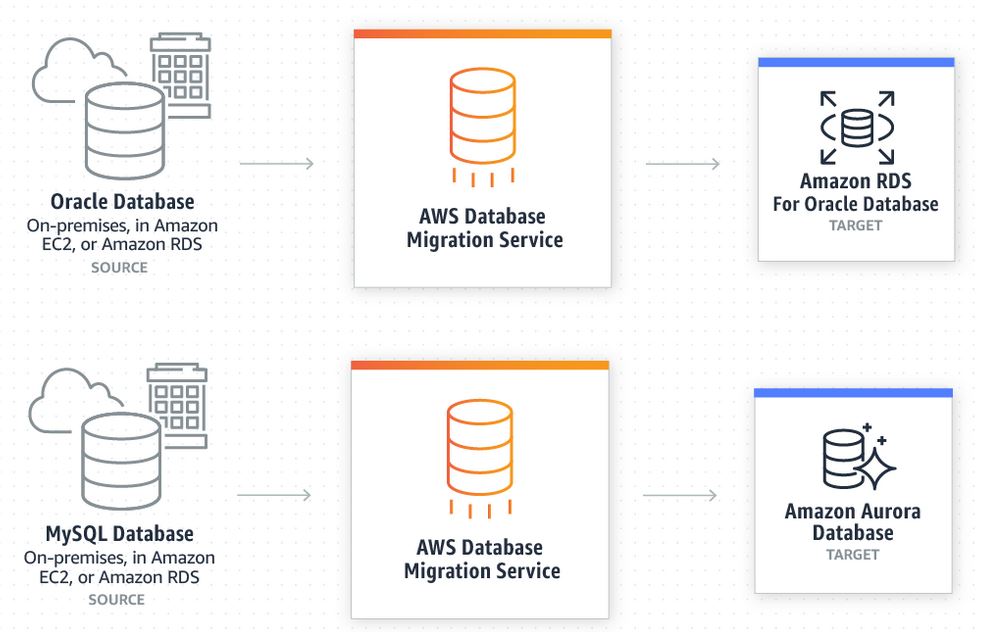 Oracle Database
On-premises, in Amazon
EC2, or Amazon RDS
SOURCE
AWS Database
Migration Service
Amazon RDS
For Oracle Database
TARGET
MySQL Database
On-premises, in Amazon
EC2, or Amazon RDS
SOURCE
AWS Database
Migration Service
Amazon Aurora
Database
TARGET